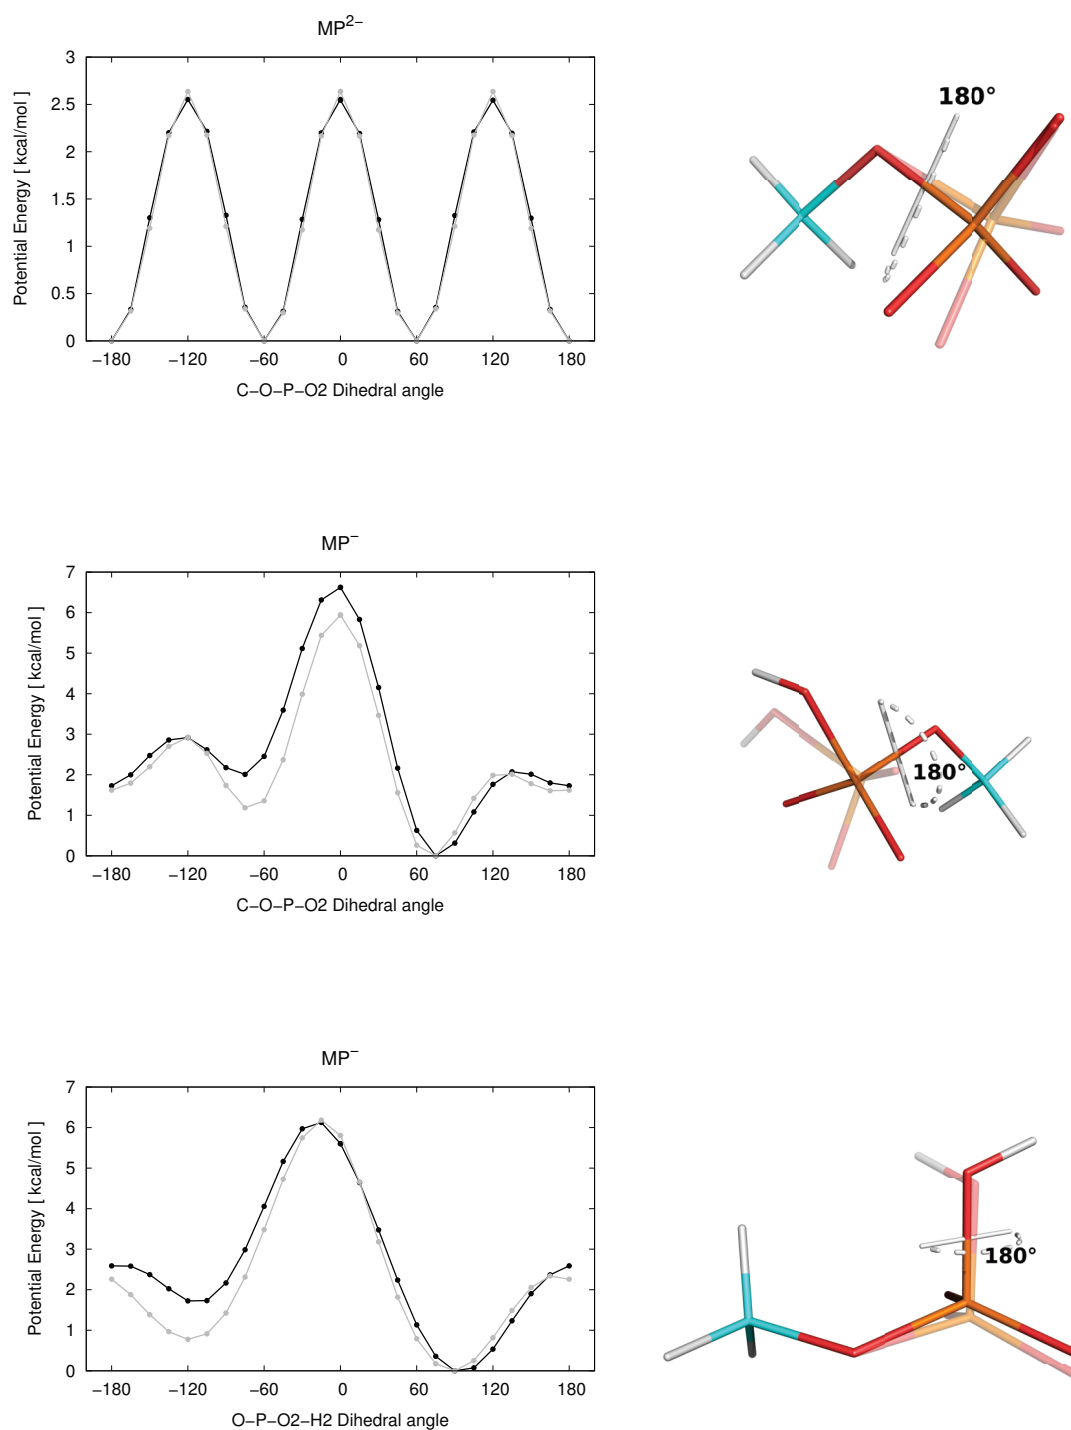 MP²⁻
3
2.5
2
1.5
1
0.5
0
Potential Energy [ kcal/mol ]
−180 −120 −60 0 60 120 180
C−O−P−O2 Dihedral angle
180°
MP⁻
7
6
5
4
3
2
1
0
Potential Energy [ kcal/mol ]
−180 −120 −60 0 60 120 180
C−O−P−O2 Dihedral angle
180°
MP⁻
7
6
5
4
3
2
1
0
Potential Energy [ kcal/mol ]
−180 −120 −60 0 60 120 180
O−P−O2−H2 Dihedral angle
180°